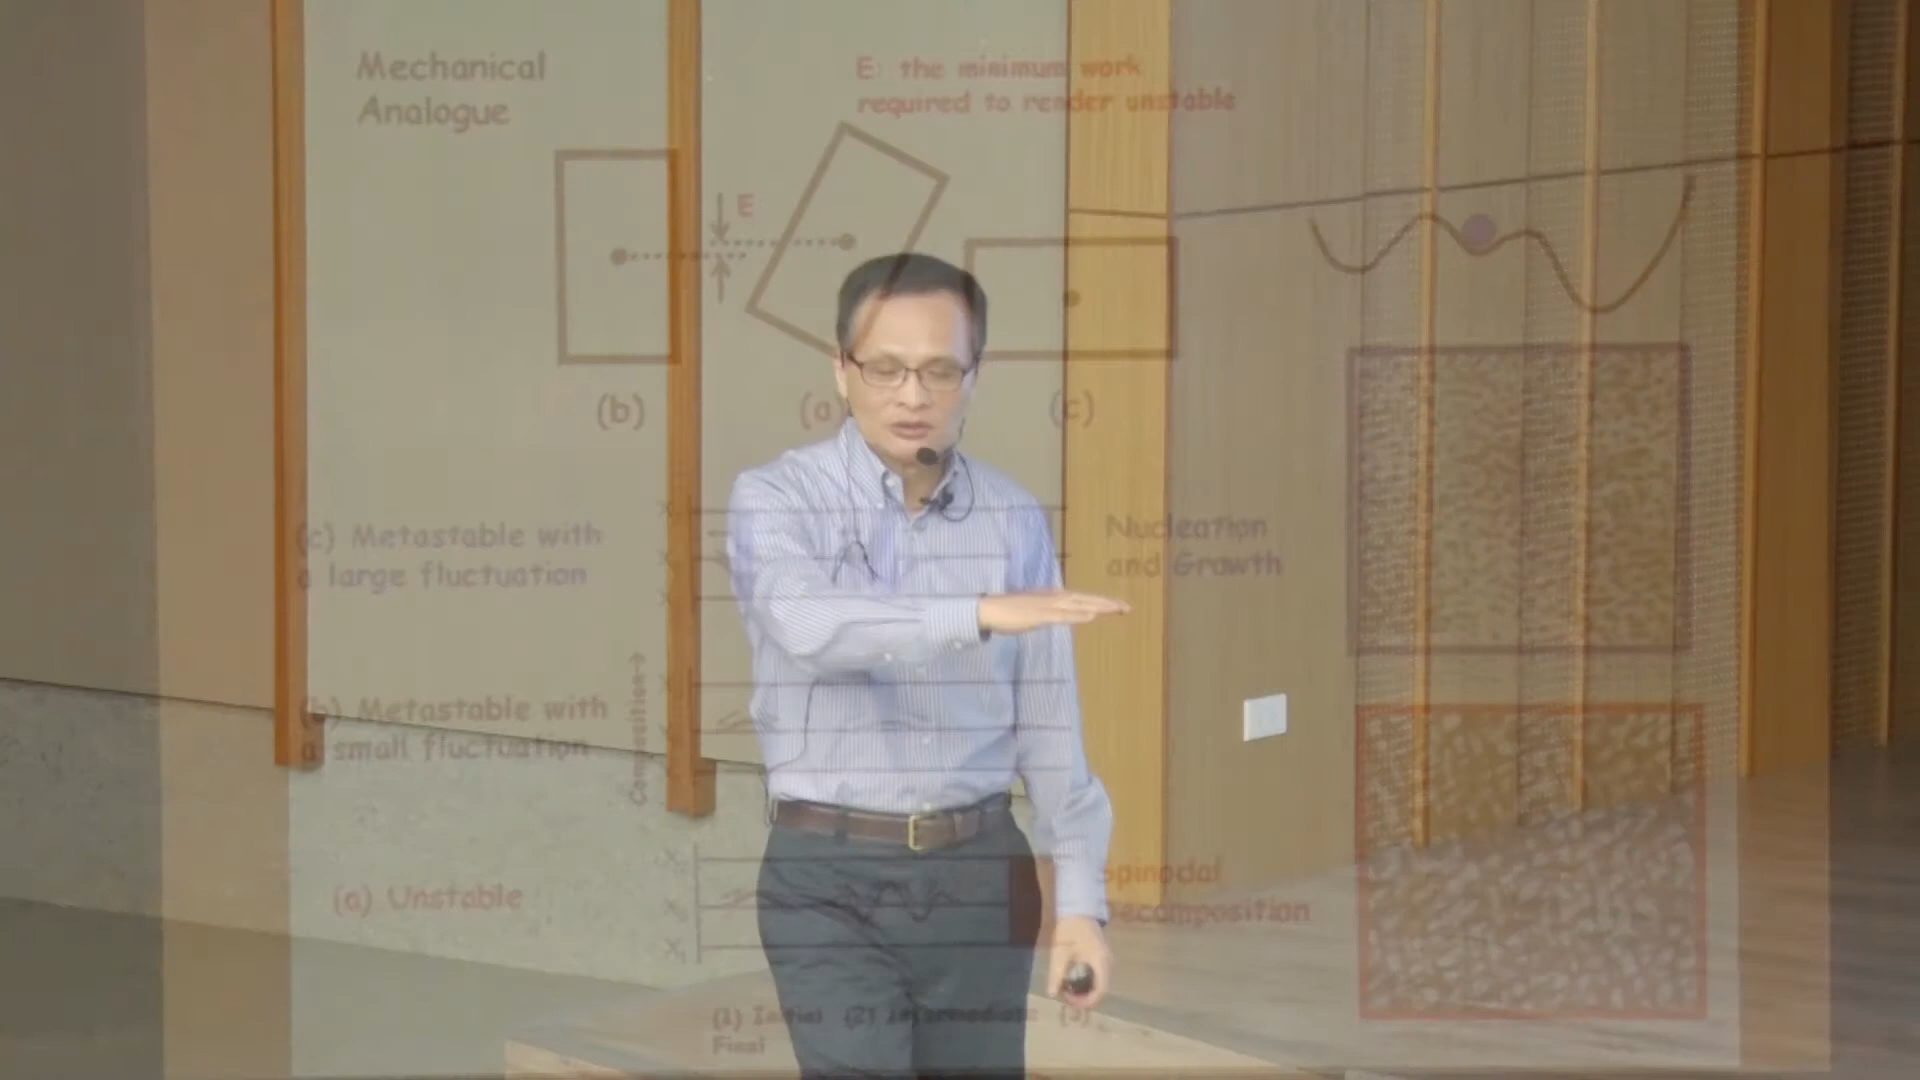 Mechanical
Analogue
E: the minimum work
required to render unstable
E
(b)
(a)
(c)
(c) Metastable with
a large fluctuation
Nucleation
and Growth
(b) Metastable with
a small fluctuation
Composition→
(a) Unstable
Spinodal
Decomposition
(1) Initial (2) Intermediate (3)
Final